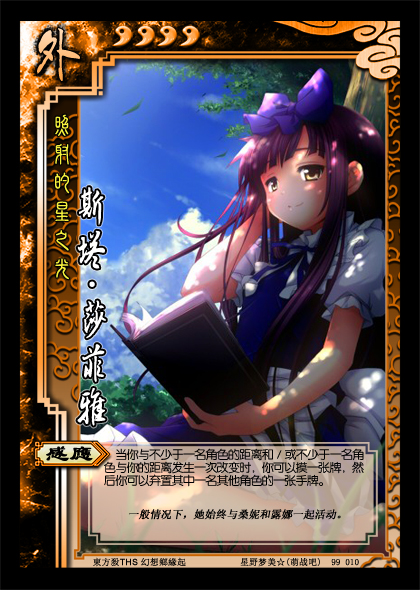 外
照射的星之光
斯塔·莎菲雅
感應
当你与不少于一名角色的距离和/或不少于一名角
色与你的距离发生一次改变时，你可以摸一张牌，然
后你可以弃置其中一名其他角色的一张手牌。
一般情况下，她始终与桑妮和露娜一起活动。
東方殺THS 幻想鄉緣起
星野梦美☆(萌战吧) 99 010